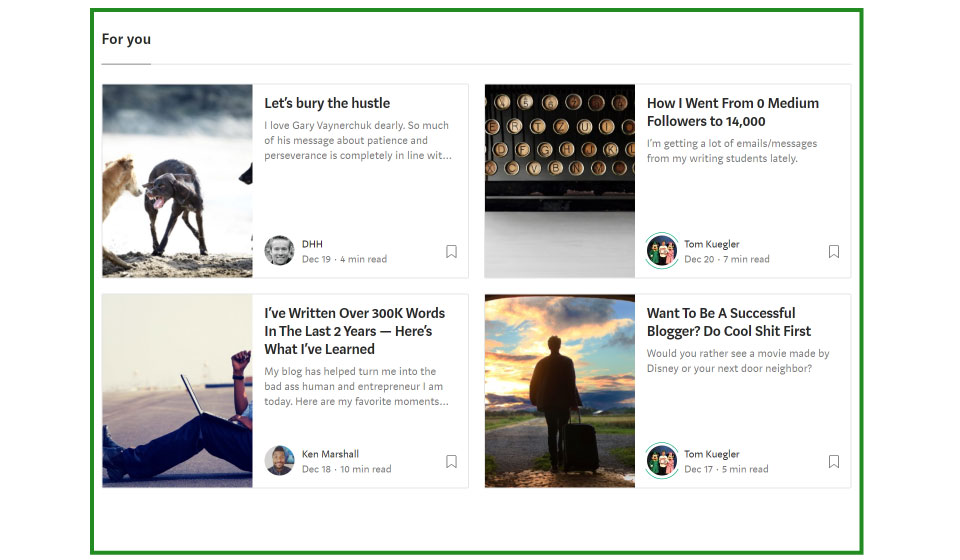 For you
Let's bury the hustle
I love Gary Vaynerchuk dearly. So much
of his message about patience and
perseverance is completely in line wit…
DHH
Dec 19 · 4 min read
How I Went From 0 Medium
Followers to 14,000
I'm getting a lot of emails/messages
from my writing students lately.
Tom Kuegler
Dec 20 · 7 min read
I've Written Over 300K Words
In The Last 2 Years — Here's
What I've Learned
My blog has helped turn me into the
bad ass human and entrepreneur I am
today. Here are my favorite moments…
Ken Marshall
Dec 18 · 10 min read
Want To Be A Successful
Blogger? Do Cool Shit First
Would you rather see a movie made by
Disney or your next door neighbor?
Tom Kuegler
Dec 17 · 5 min read